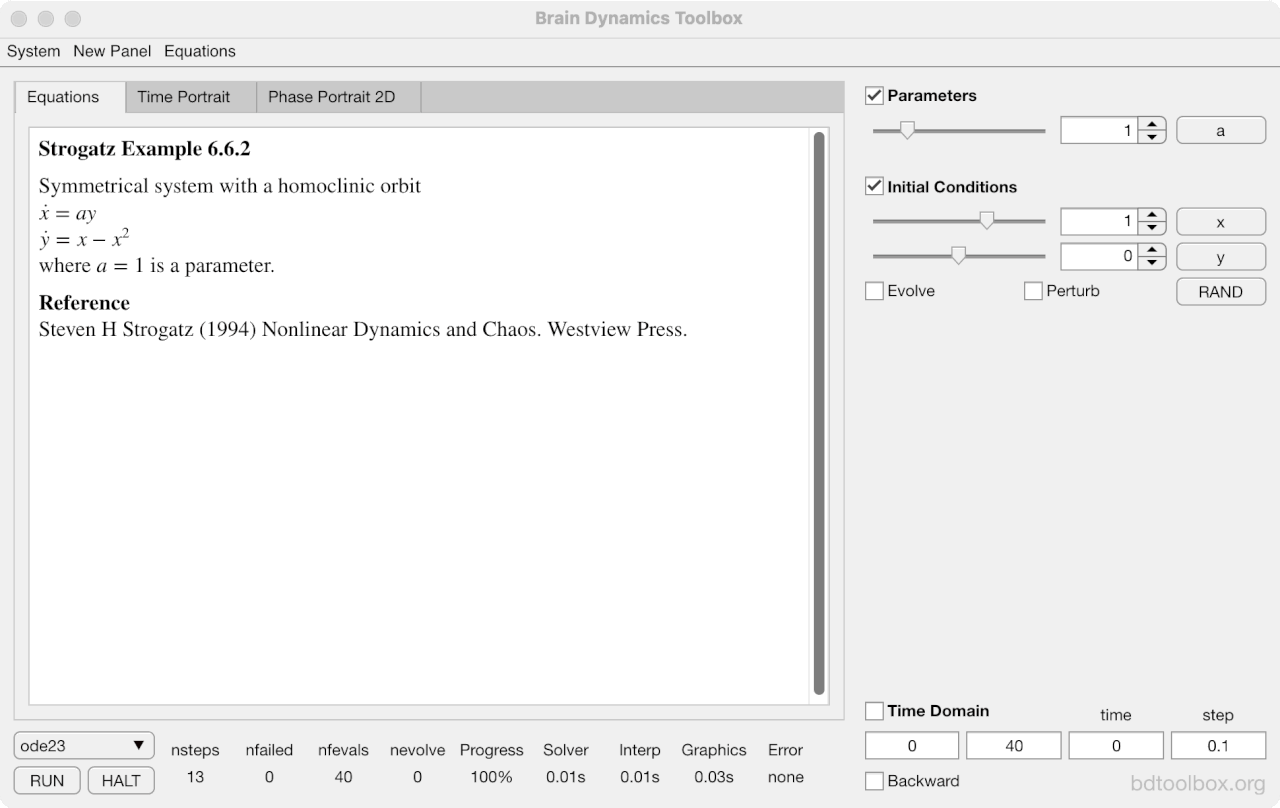 Brain Dynamics Toolbox
System New Panel Equations
Equations Time Portrait Phase Portrait 2D
Strogatz Example 6.6.2
Symmetrical system with a homoclinic orbit
ẋ = ay
ẏ = x − x²
where a = 1 is a parameter.
Reference
Steven H Strogatz (1994) Nonlinear Dynamics and Chaos. Westview Press.
Parameters
1 a
Initial Conditions
1 x
0 y
Evolve Perturb RAND
Time Domain time step
0 40 0 0.1
Backward
bdtoolbox.org
ode23 nsteps nfailed nfevals nevolve Progress Solver Interp Graphics Error
RUN HALT 13 0 40 0 100% 0.01s 0.01s 0.03s none